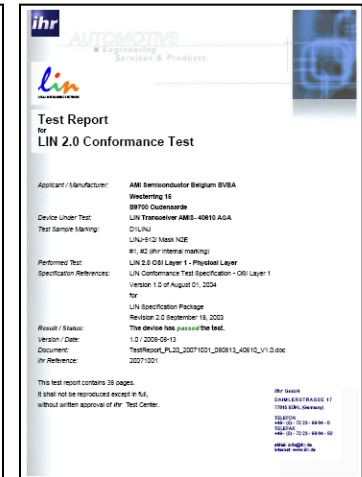 ihr
AUTOMOTIVE
Engineering
Services & Products
lin
Test Report
for
LIN 2.0 Conformance Test
Applicant / Manufacturer: AMI Semiconductor Belgium BVBA
Westerring 15
B9700 Oudenaarde
Device Under Test: LIN Transceiver AMIS- 40610 AGA
Test Sample Marking: D1LINJ
LINJ-912/ Mask N2E
#1, #2 (ihr internal marking)
Performed Test: LIN 2.0 OSI Layer 1 - Physical Layer
Specification References: LIN Conformance Test Specification - OSI Layer 1
Version 1.0 of August 01, 2004
for
LIN Specification Package
Revision 2.0 September 18, 2003
Result / Status: The device has passed the test.
Version / Date: 1.0 / 2008-08-13
Document: TestReport_PL20_20071001_080813_40610_V1.0.doc
ihr Reference: 20071001
This test report contains 38 pages.
It shall not be reproduced except in full,
without written approval of ihr Test Center.
ihr GmbH
DAIMLERSTRASSE 17
(Germany)
TELEFON
TELEFAX